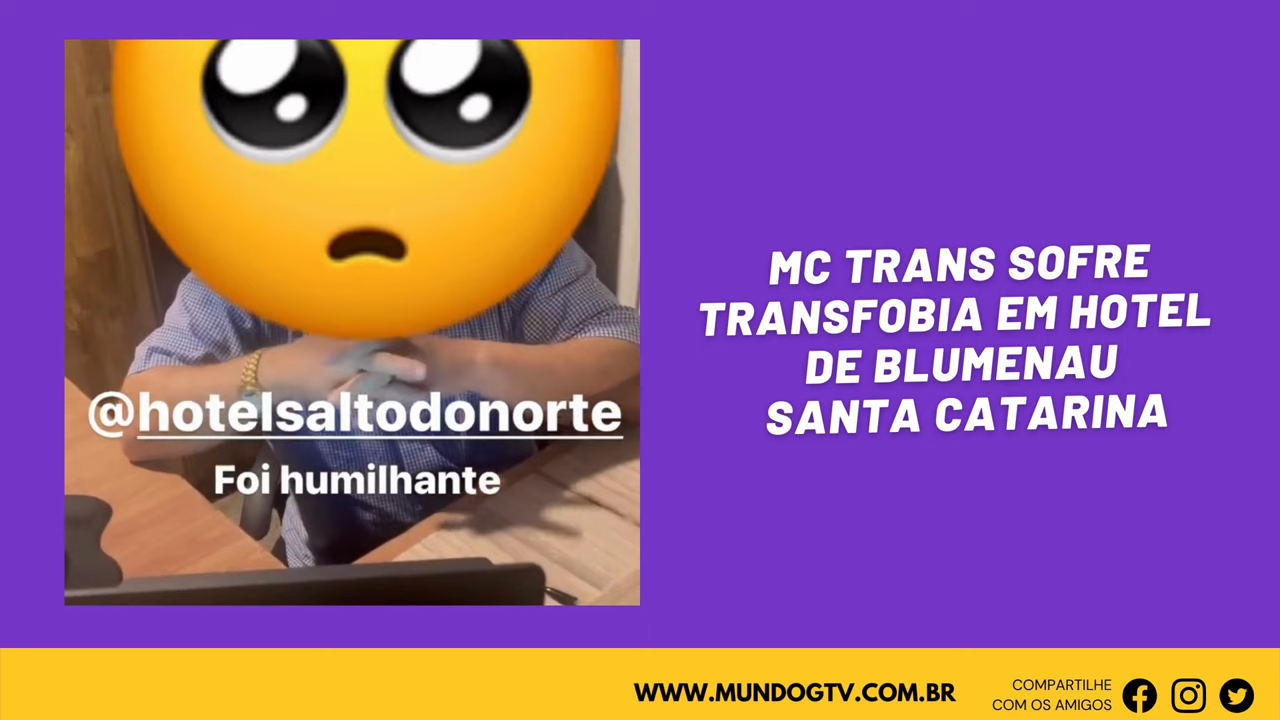 @hotelsaltodonorte
Foi humilhante
MC TRANS SOFRE
TRANSFOBIA EM HOTEL
DE BLUMENAU
SANTA CATARINA
WWW.MUNDOGTV.COM.BR
COMPARTILHE
COM OS AMIGOS